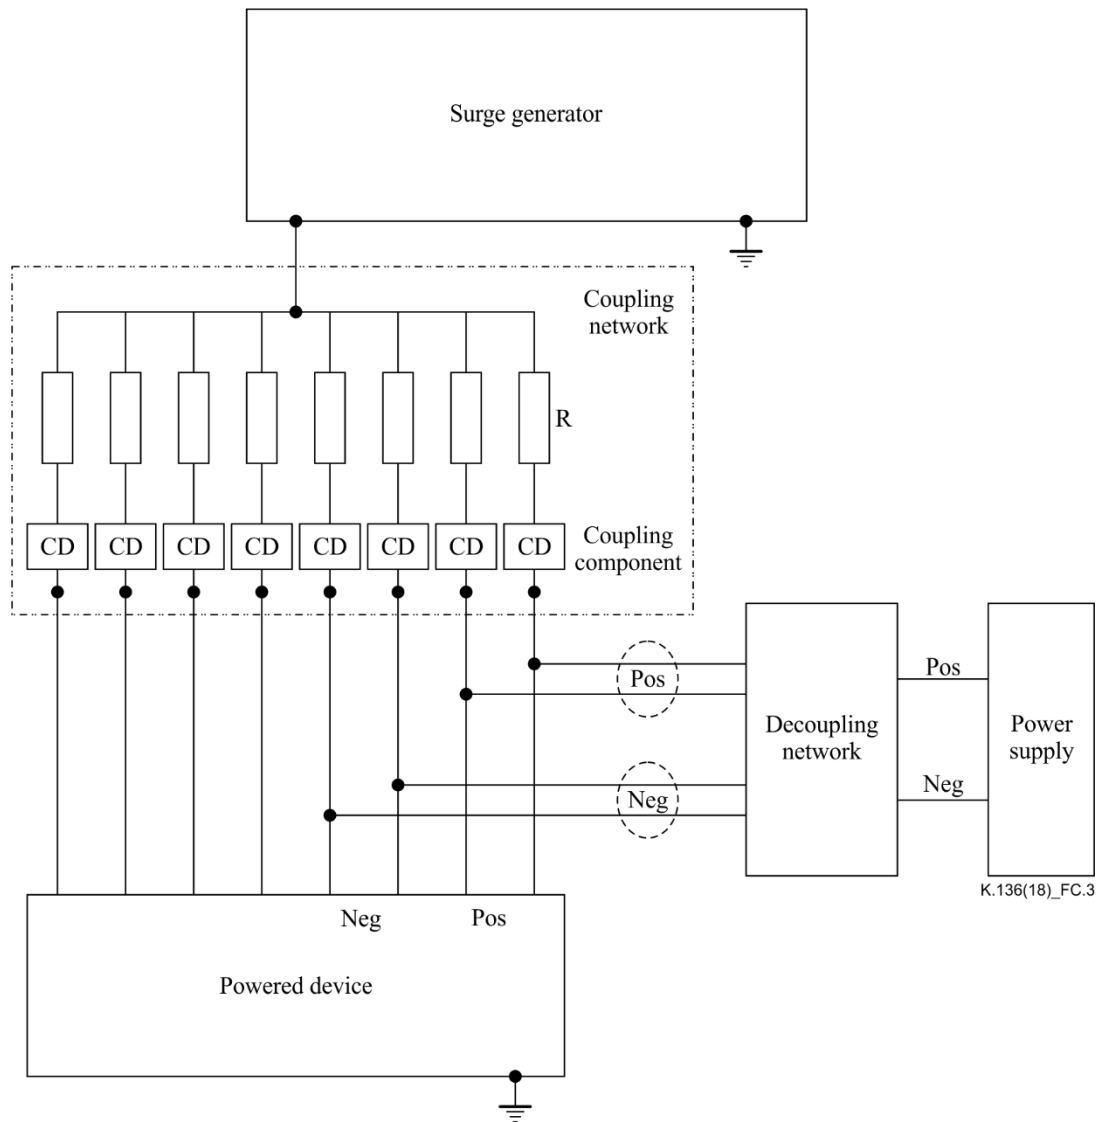 Surge generator
Coupling
network
R
CD CD CD CD CD CD CD CD
Coupling
component
Pos
Neg
Decoupling
network
Pos
Neg
Power
supply
K.136(18)_FC.3
Neg Pos
Powered device